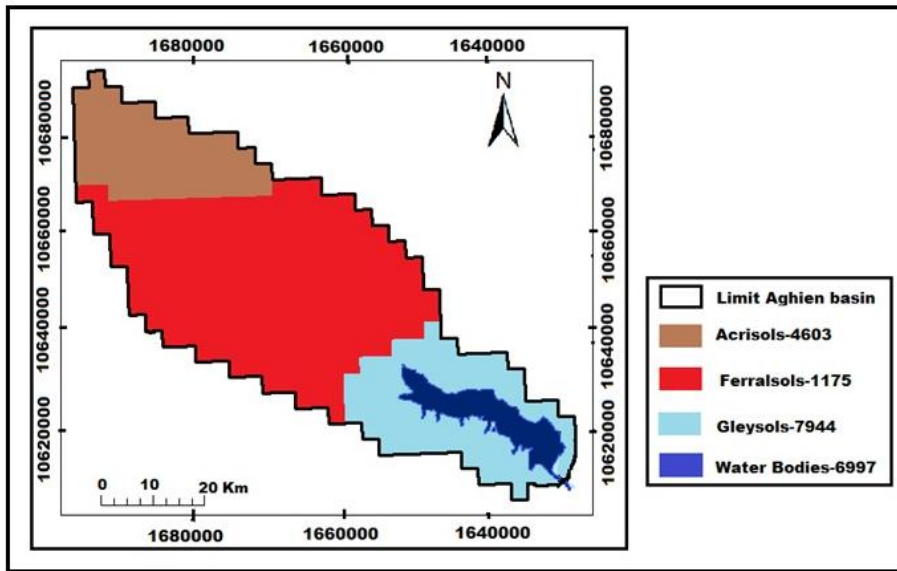 1680000 1660000 1640000
N
10680000
10660000
10640000
10620000
10680000
10660000
10640000
10620000
0 10 20 Km
1680000 1660000 1640000
Limit Aghien basin
Acrisols-4603
Ferralsols-1175
Gleysols-7944
Water Bodies-6997